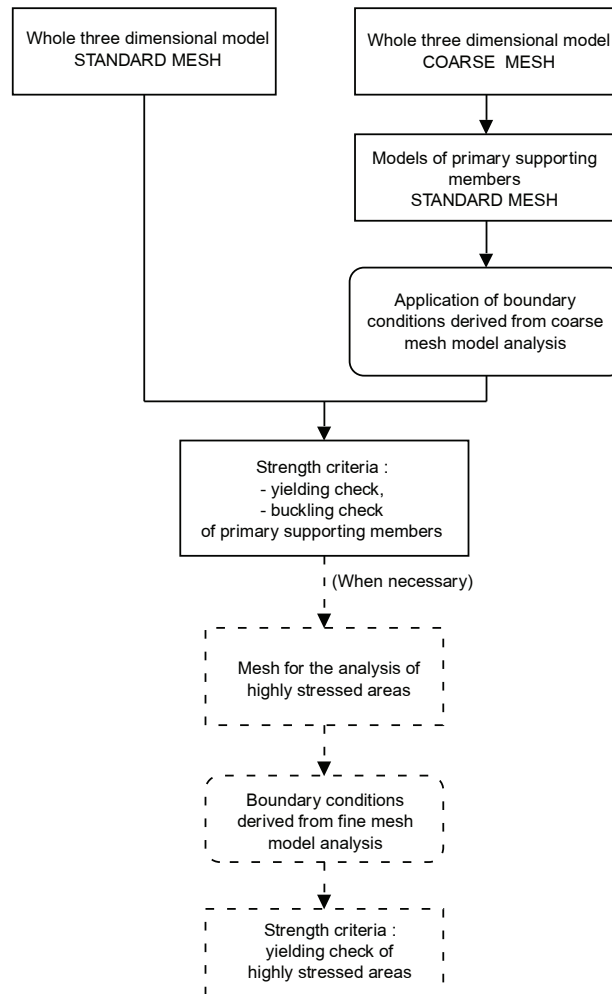 Whole three dimensional model
STANDARD MESH
Whole three dimensional model
COARSE MESH
Models of primary supporting
members
STANDARD MESH
Application of boundary
conditions derived from coarse
mesh model analysis
Strength criteria :
- yielding check,
- buckling check
of primary supporting members
(When necessary)
Mesh for the analysis of
highly stressed areas
Boundary conditions
derived from fine mesh
model analysis
Strength criteria :
yielding check of
highly stressed areas